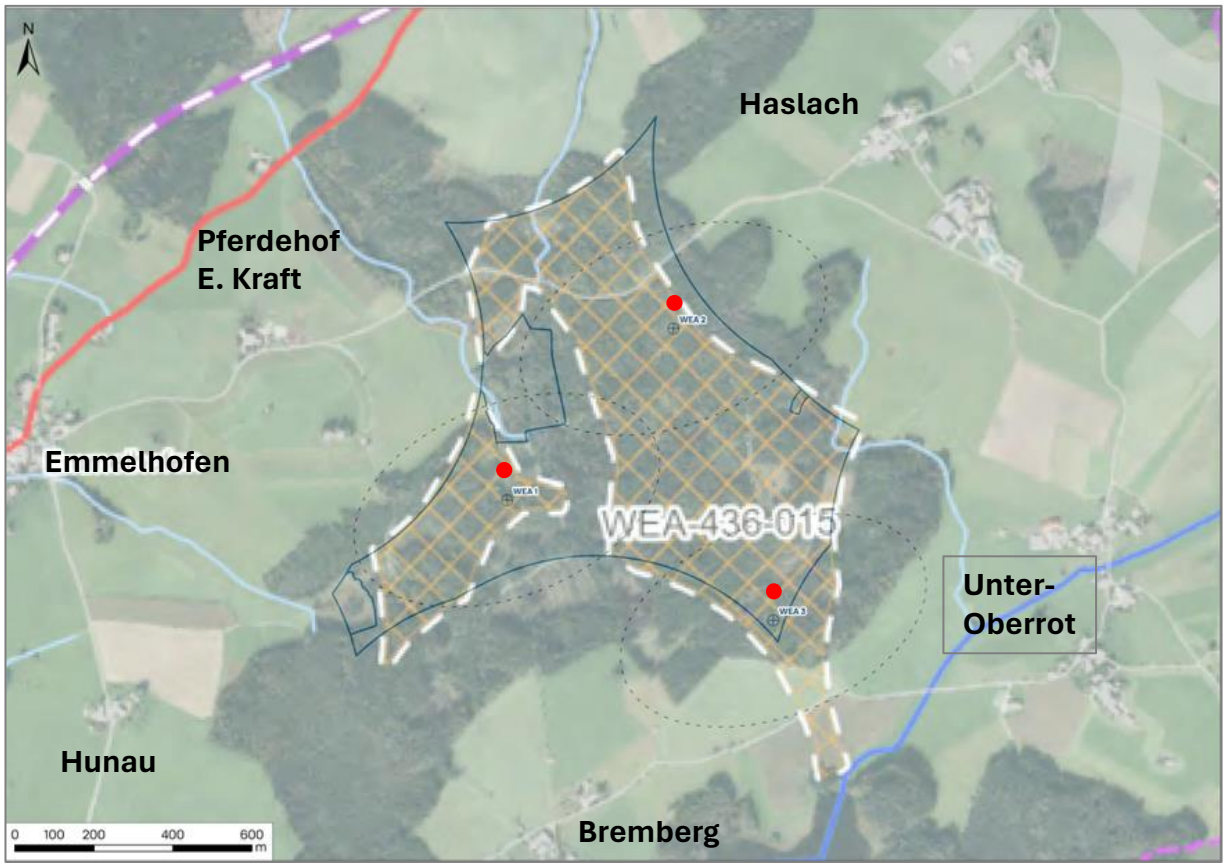 N
Haslach
Pferdehof
E. Kraft
WEA 2
Emmelhofen
WEA 1
WEA-436-015
Unter-
Oberrot
WEA 3
Hunau
Bremberg
0 100 200 400 600
m